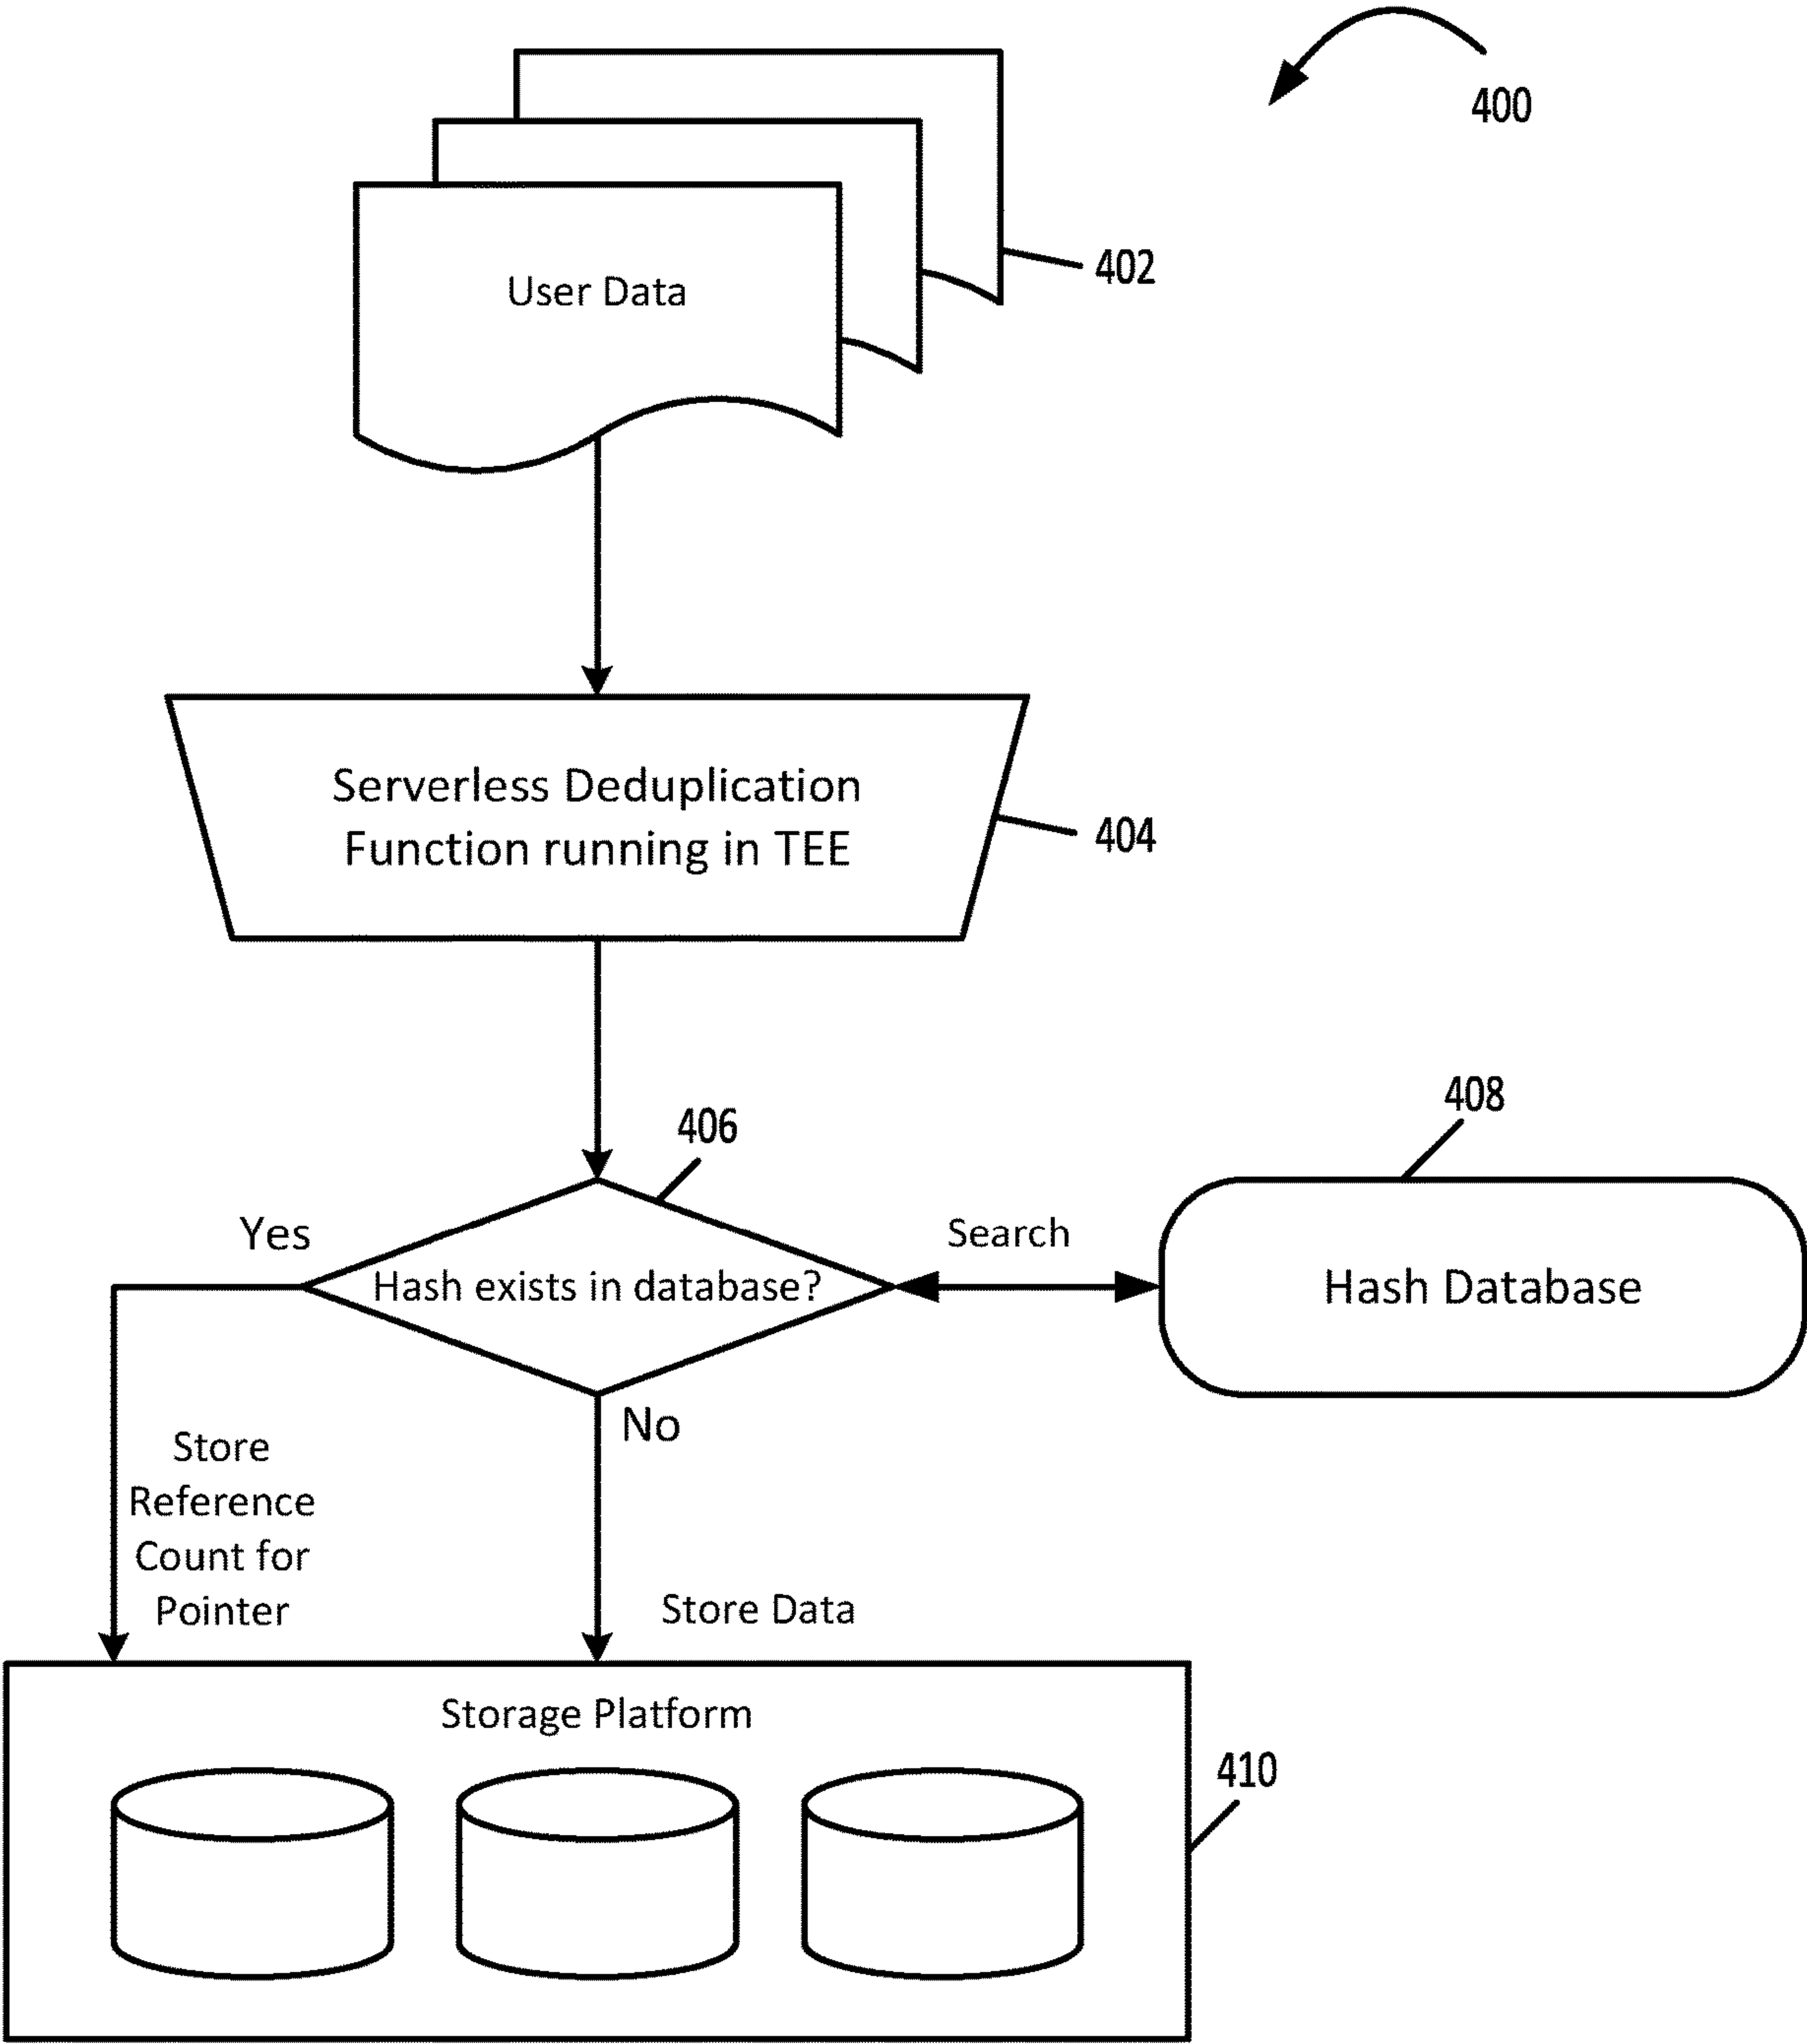 400
402
User Data
Serverless Deduplication
Function running in TEE
404
406
408
Yes
Search
Hash exists in database?
Hash Database
No
Store
Reference
Count for
Pointer
Store Data
Storage Platform
410